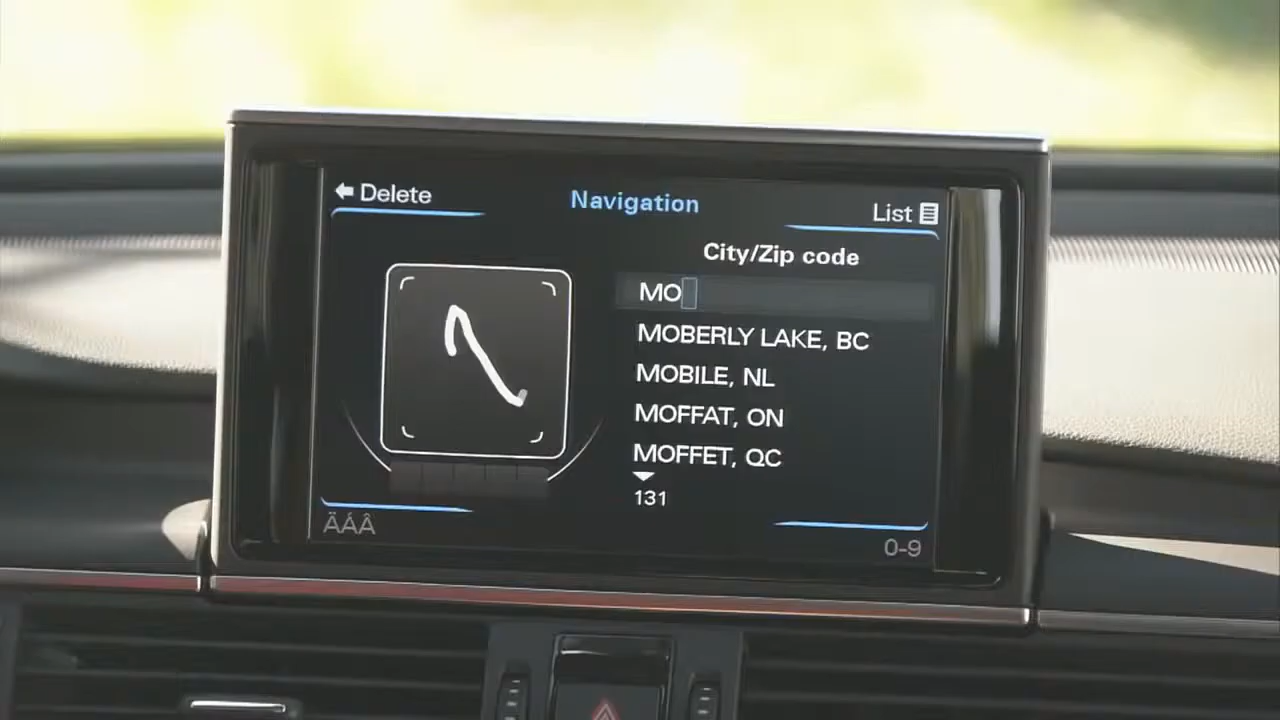 Delete
Navigation
List
City/Zip code
MO
MOBERLY LAKE, BC
MOBILE, NL
MOFFAT, ON
MOFFET, QC
131
ÄÁÂ
0-9